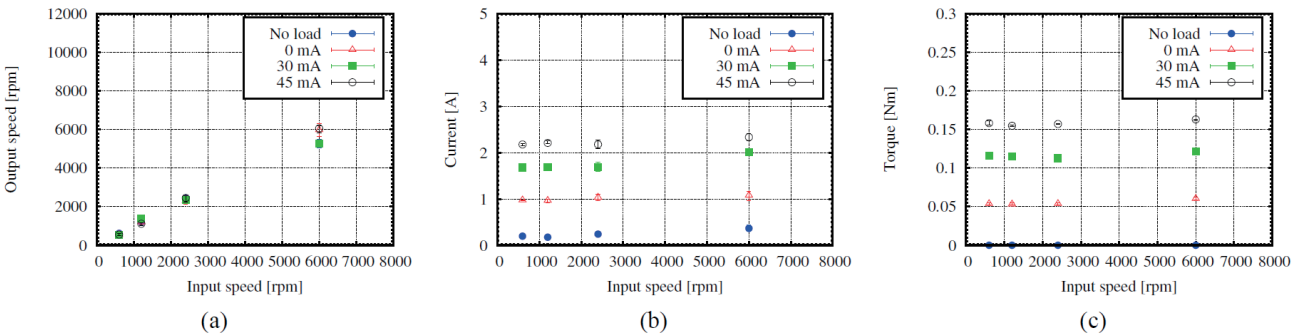 12000
10000
8000
6000
4000
2000
0
Output speed [rpm]
No load
0 mA
30 mA
45 mA
0 1000 2000 3000 4000 5000 6000 7000 8000
Input speed [rpm]
(a)
5
4
3
2
1
0
Current [A]
No load
0 mA
30 mA
45 mA
0 1000 2000 3000 4000 5000 6000 7000 8000
Input speed [rpm]
(b)
0.3
0.25
0.2
0.15
0.1
0.05
0
Torque [Nm]
No load
0 mA
30 mA
45 mA
0 1000 2000 3000 4000 5000 6000 7000 8000
Input speed [rpm]
(c)